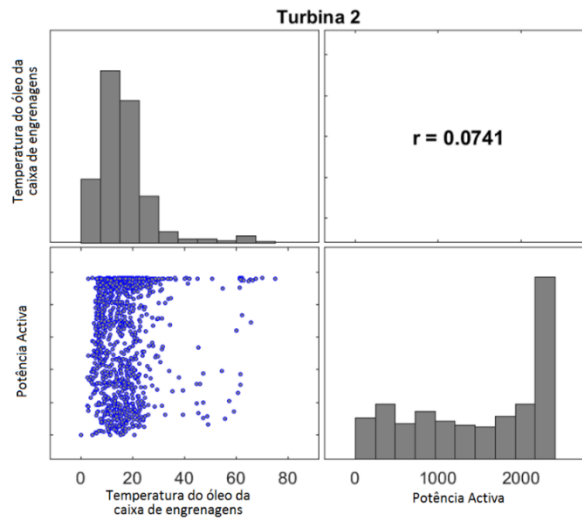 Turbina 2
Temperatura do óleo da
caixa de engrenagens
r = 0.0741
Potência Activa
0 20 40 60 80
Temperatura do óleo da
caixa de engrenagens
0 1000 2000
Potência Activa